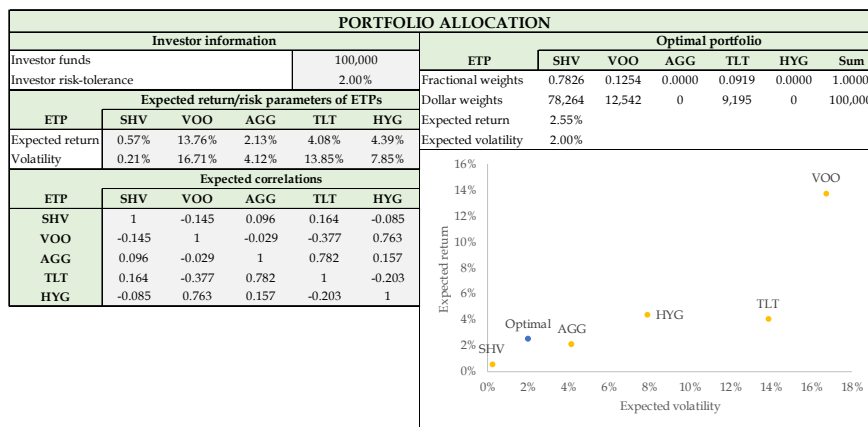 PORTFOLIO ALLOCATION
Investor information
Investor funds 100,000
Investor risk-tolerance 2.00%
Expected return/risk parameters of ETPs
ETP SHV VOO AGG TLT HYG
Expected return 0.57% 13.76% 2.13% 4.08% 4.39%
Volatility 0.21% 16.71% 4.12% 13.85% 7.85%
Expected correlations
ETP SHV VOO AGG TLT HYG
SHV 1 -0.145 0.096 0.164 -0.085
VOO -0.145 1 -0.029 -0.377 0.763
AGG 0.096 -0.029 1 0.782 0.157
TLT 0.164 -0.377 0.782 1 -0.203
HYG -0.085 0.763 0.157 -0.203 1
Optimal portfolio
ETP SHV VOO AGG TLT HYG Sum
Fractional weights 0.7826 0.1254 0.0000 0.0919 0.0000 1.0000
Dollar weights 78,264 12,542 0 9,195 0 100,000
Expected return 2.55%
Expected volatility 2.00%
16%
14%
12%
10%
8%
6%
4%
2%
0%
Expected return
VOO
HYG
TLT
Optimal
AGG
SHV
0% 2% 4% 6% 8% 10% 12% 14% 16% 18%
Expected volatility